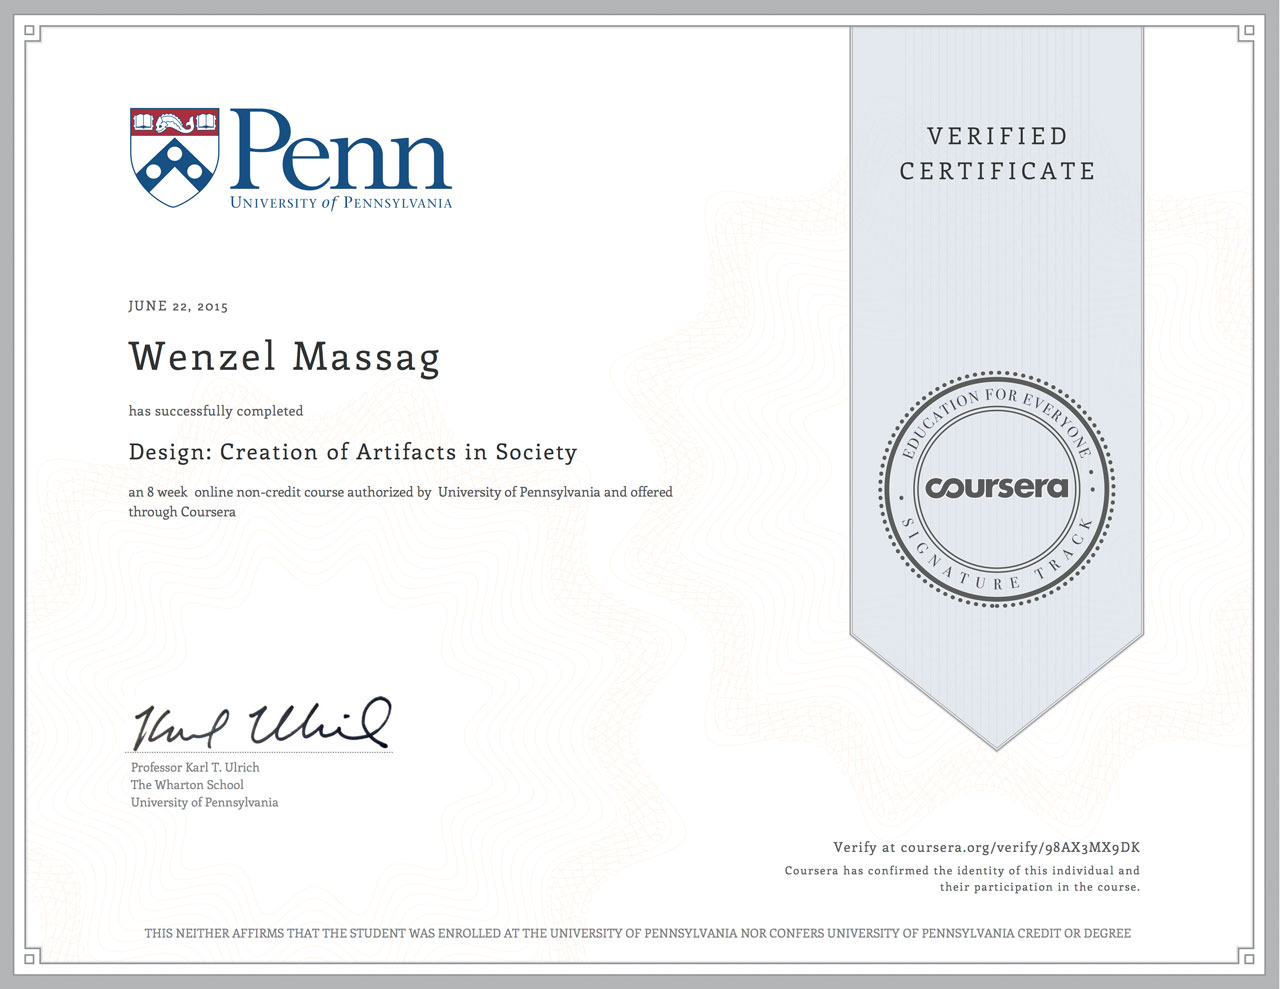 Penn
UNIVERSITY of PENNSYLVANIA
VERIFIED
CERTIFICATE
JUNE 22, 2015
Wenzel Massag
has successfully completed
Design: Creation of Artifacts in Society
an 8 week online non-credit course authorized by University of Pennsylvania and offered
through Coursera
EDUCATION FOR EVERYONE
coursera
SIGNATURE TRACK
Karl Ulrich
Professor Karl T. Ulrich
The Wharton School
University of Pennsylvania
Verify at coursera.org/verify/98AX3MX9DK
Coursera has confirmed the identity of this individual and
their participation in the course.
THIS NEITHER AFFIRMS THAT THE STUDENT WAS ENROLLED AT THE UNIVERSITY OF PENNSYLVANIA NOR CONFERS UNIVERSITY OF PENNSYLVANIA CREDIT OR DEGREE